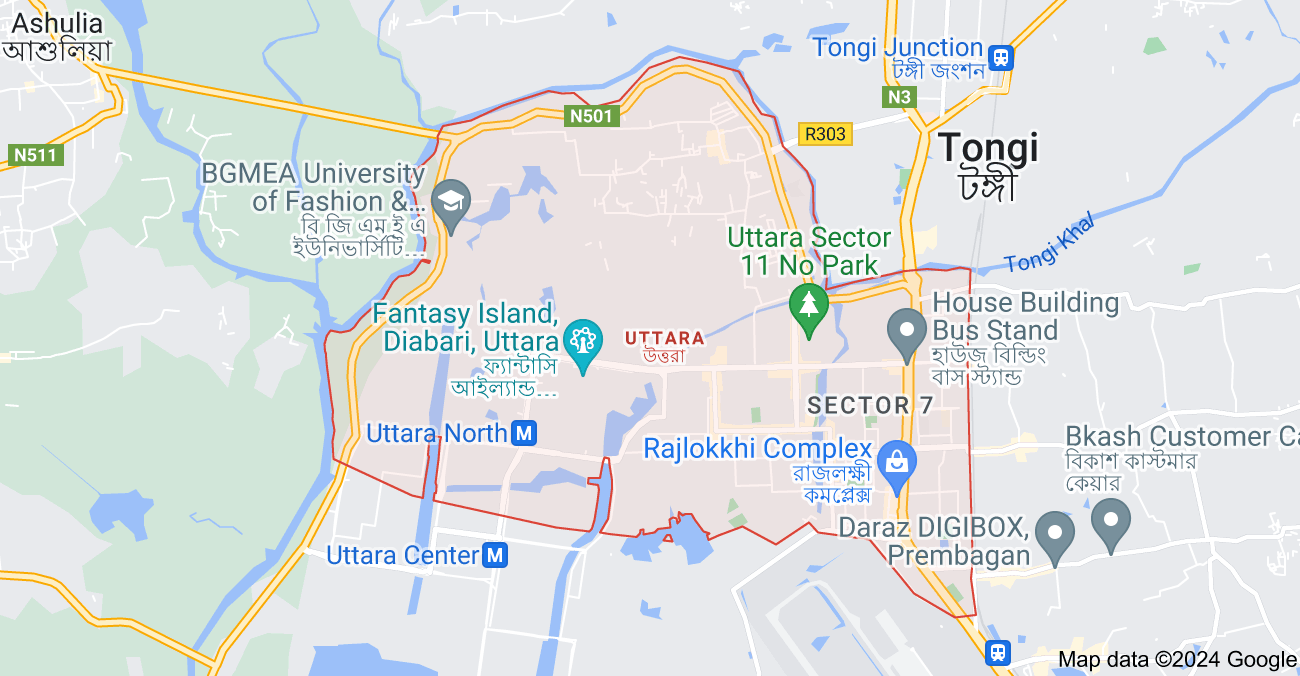 Ashulia
আশুলিয়া
Tongi Junction
টঙ্গী জংশন
N3
N501
R303
N511
Tongi
টঙ্গী
BGMEA University
of Fashion &...
বি জি এম ই এ
ইউনিভার্সিটি...
Tongi Khal
Uttara Sector
11 No Park
Fantasy Island,
Diabari, Uttara
ফ্যান্টাসি
আইল্যান্ড...
UTTARA
উত্তরা
House Building
Bus Stand
হাউজ বিল্ডিং
বাস স্ট্যান্ড
SECTOR 7
Uttara North
M
Rajlokkhi Complex
রাজলক্ষী
কমপ্লেক্স
Bkash Customer Ca
বিকাশ কাস্টমার
কেয়ার
Daraz DIGIBOX,
Prembagan
Uttara Center
M
Map data ©2024 Google